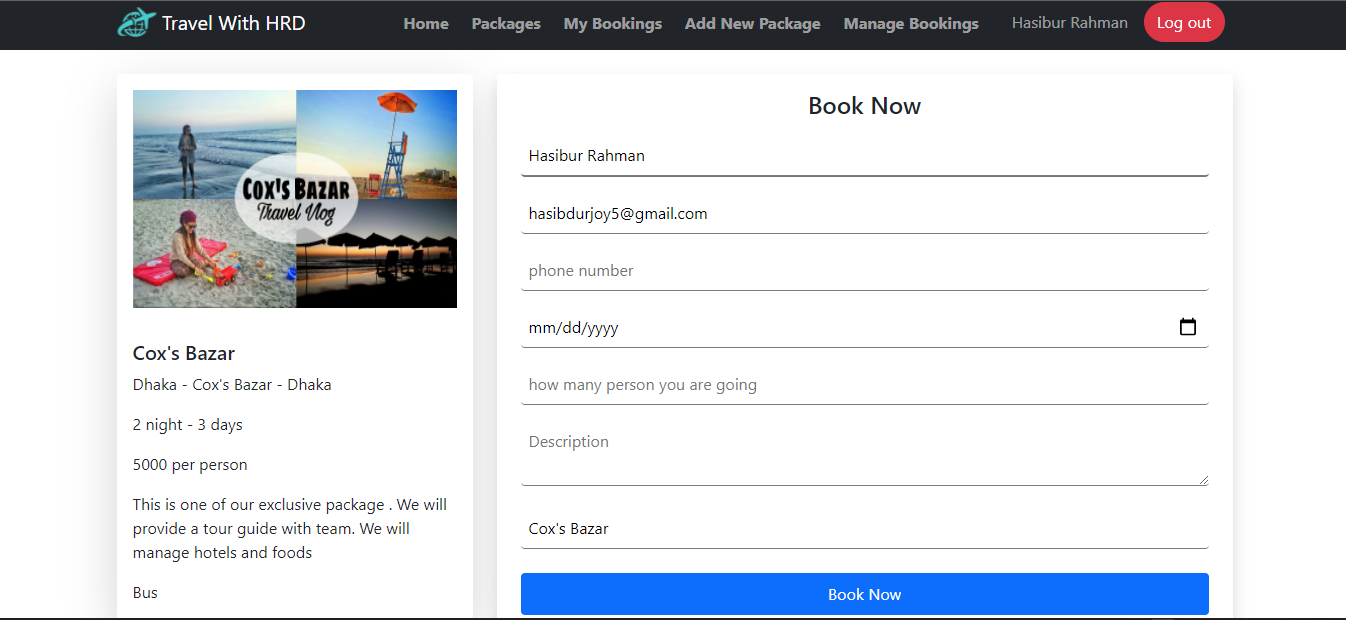 Travel With HRD
Home
Packages
My Bookings
Add New Package
Manage Bookings
Hasibur Rahman
Log out
Cox's Bazar
Travel Vlog
Cox's Bazar
Dhaka - Cox's Bazar - Dhaka
2 night - 3 days
5000 per person
This is one of our exclusive package . We will
provide a tour guide with team. We will
manage hotels and foods
Bus
Book Now
Hasibur Rahman
hasibdurjoy5@gmail.com
phone number
mm/dd/yyyy
how many person you are going
Description
Cox's Bazar
Book Now